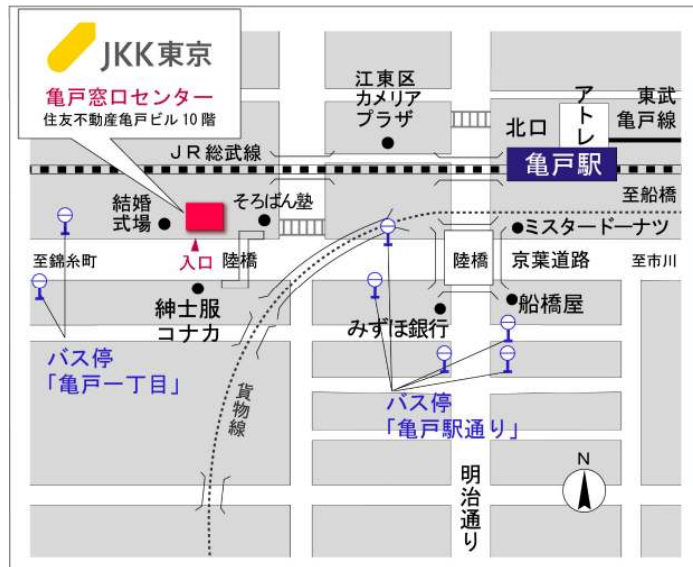 JKK東京
亀戸窓口センター
住友不動産亀戸ビル10階
江東区
カメリア
プラザ
アトレ
東武
亀戸線
北口
亀戸駅
JR総武線
至船橋
結婚
式場
そろばん塾
ミスタードーナツ
至錦糸町
入口
陸橋
陸橋
京葉道路
至市川
紳士服
コナカ
みずほ銀行
船橋屋
バス停
「亀戸一丁目」
貨物線
バス停
「亀戸駅通り」
明治通り
N